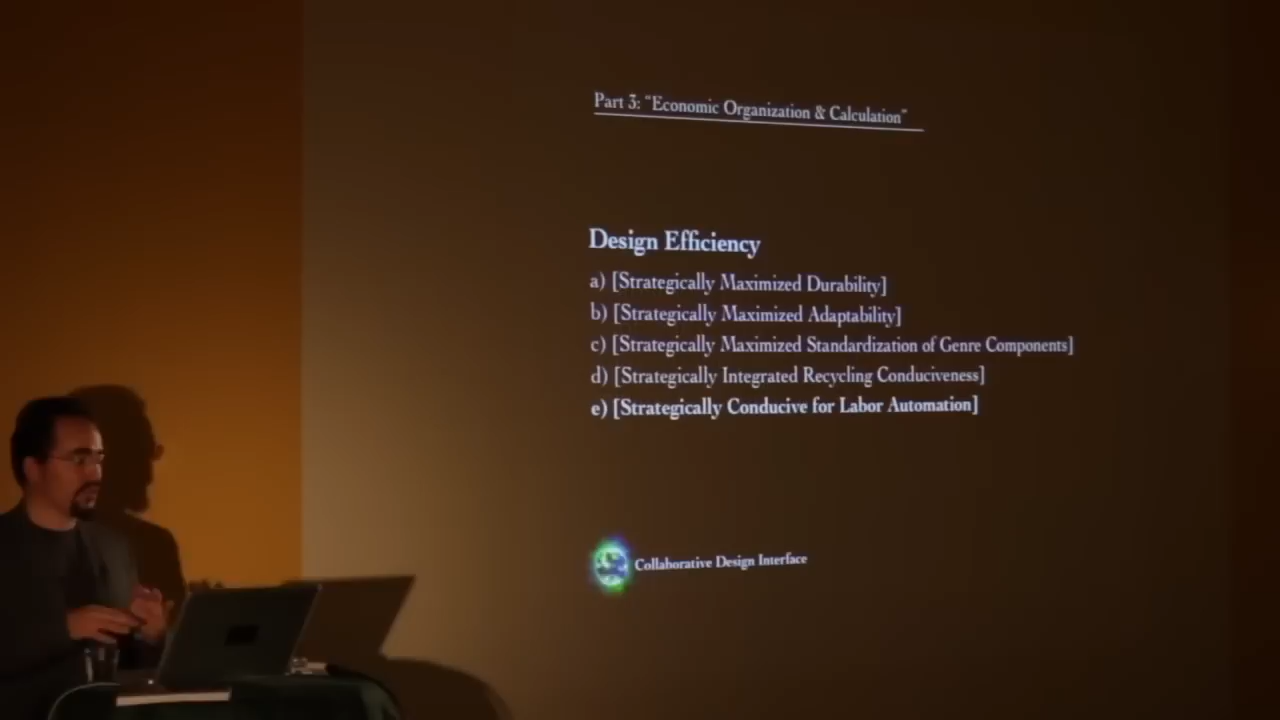 Part 3: "Economic Organization & Calculation"
Design Efficiency
a) [Strategically Maximized Durability]
b) [Strategically Maximized Adaptability]
c) [Strategically Maximized Standardization of Genre Components]
d) [Strategically Integrated Recycling Conduciveness]
e) [Strategically Conducive for Labor Automation]
Collaborative Design Interface